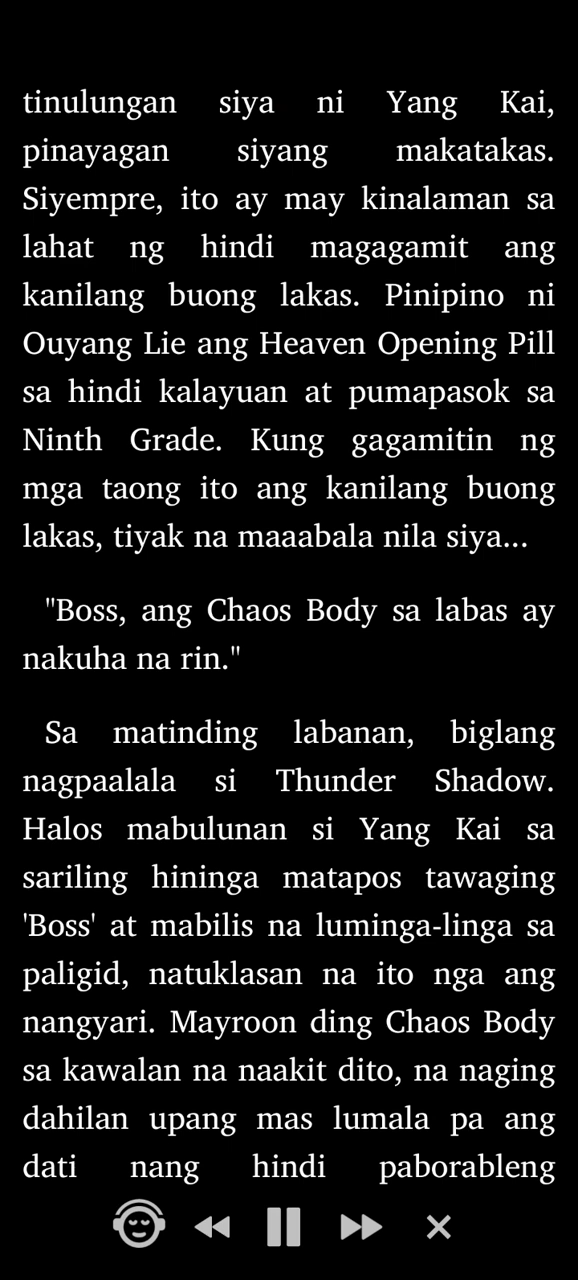 tinulungan siya ni Yang Kai,
pinayagan siyang makatakas.
Siyempre, ito ay may kinalaman sa
lahat ng hindi magagamit ang
kanilang buong lakas. Pinipino ni
Ouyang Lie ang Heaven Opening Pill
sa hindi kalayuan at pumapasok sa
Ninth Grade. Kung gagamitin ng
mga taong ito ang kanilang buong
lakas, tiyak na maaabala nila siya...
"Boss, ang Chaos Body sa labas ay
nakuha na rin."
Sa matinding labanan, biglang
nagpaalala si Thunder Shadow.
Halos mabulunan si Yang Kai sa
sariling hininga matapos tawaging
'Boss' at mabilis na luminga-linga sa
paligid, natuklasan na ito nga ang
nangyari. Mayroon ding Chaos Body
sa kawalan na naakit dito, na naging
dahilan upang mas lumala pa ang
dati nang hindi paborableng